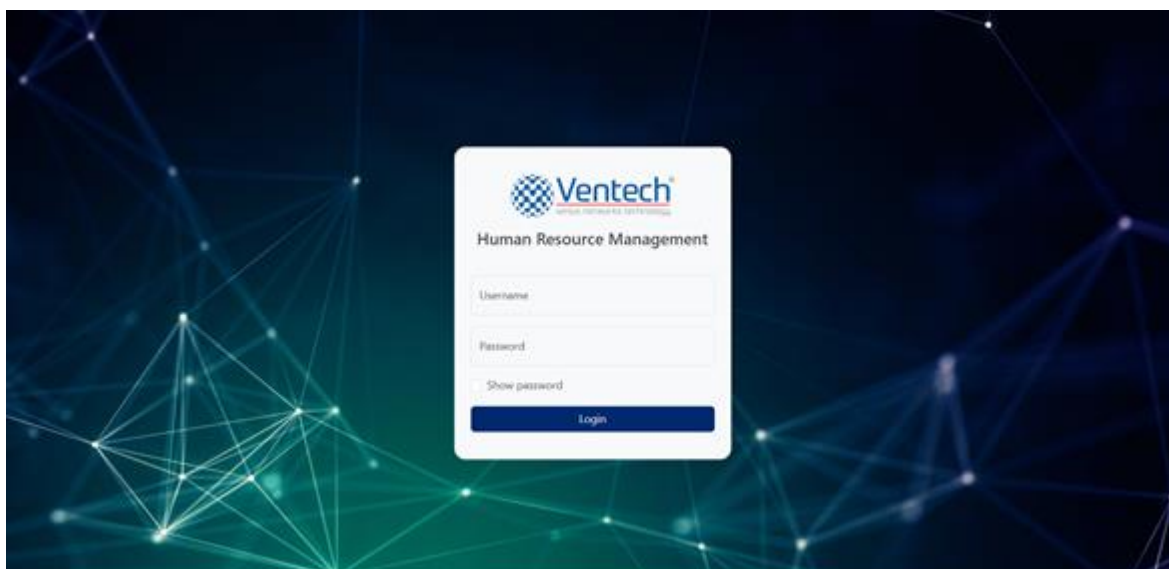 Ventech
Human Resource Management
Username
Password
Show password
Login